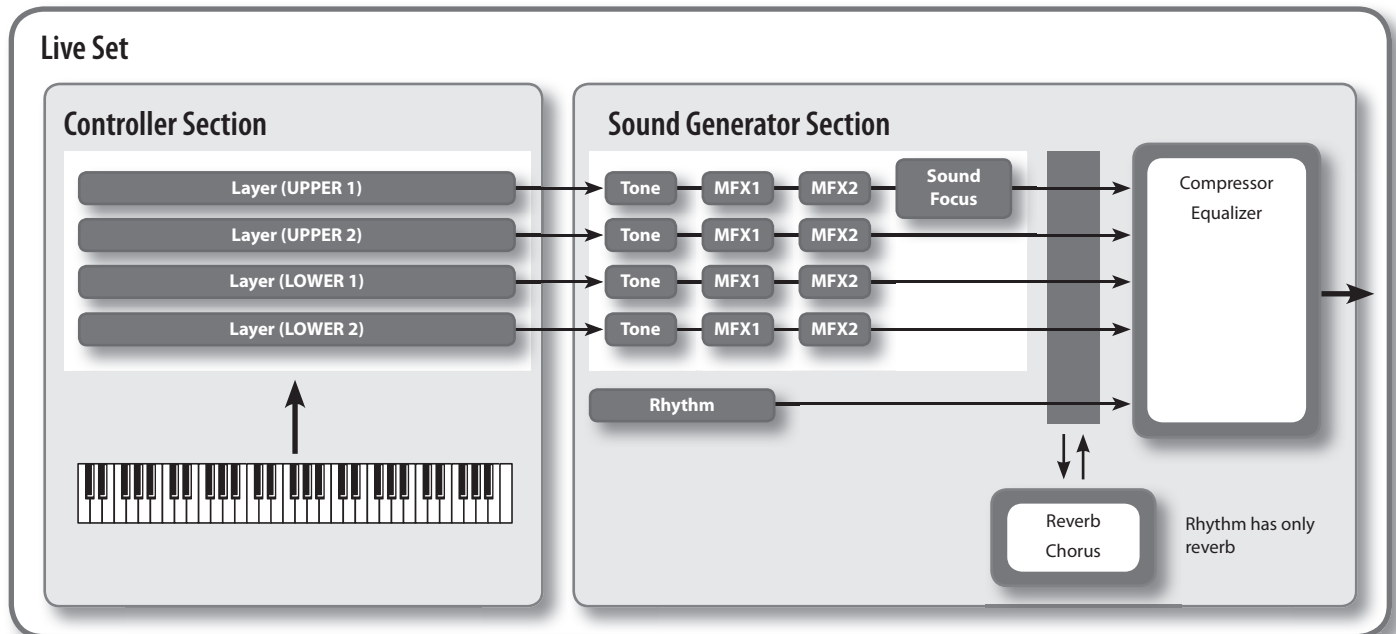 Live Set
Controller Section
Layer (UPPER 1)
Layer (UPPER 2)
Layer (LOWER 1)
Layer (LOWER 2)
Sound Generator Section
Tone
MFX1
MFX2
Sound
Focus
Tone
MFX1
MFX2
Tone
MFX1
MFX2
Tone
MFX1
MFX2
Rhythm
Compressor
Equalizer
Reverb
Chorus
Rhythm has only
reverb